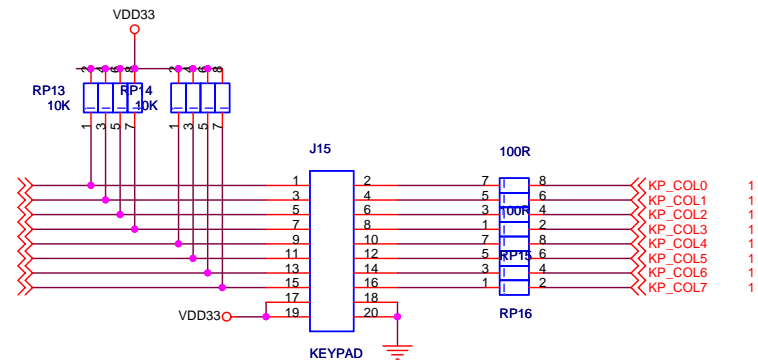 VDD33
2 4 6 8 2 4 6 8
RP13 RP14
10K 10K
1 3 5 7 1 3 5 7
J15 100R
1 2 7 8 KP_COL0 1
3 4 5 6 KP_COL1 1
5 6 3 4 KP_COL2 1
100R
7 8 1 2 KP_COL3 1
9 10 7 8 KP_COL4 1
11 12 5 6 KP_COL5 1
RP15
13 14 3 4 KP_COL6 1
15 16 1 2 KP_COL7 1
17 18
VDD33 19 20 RP16
KEYPAD